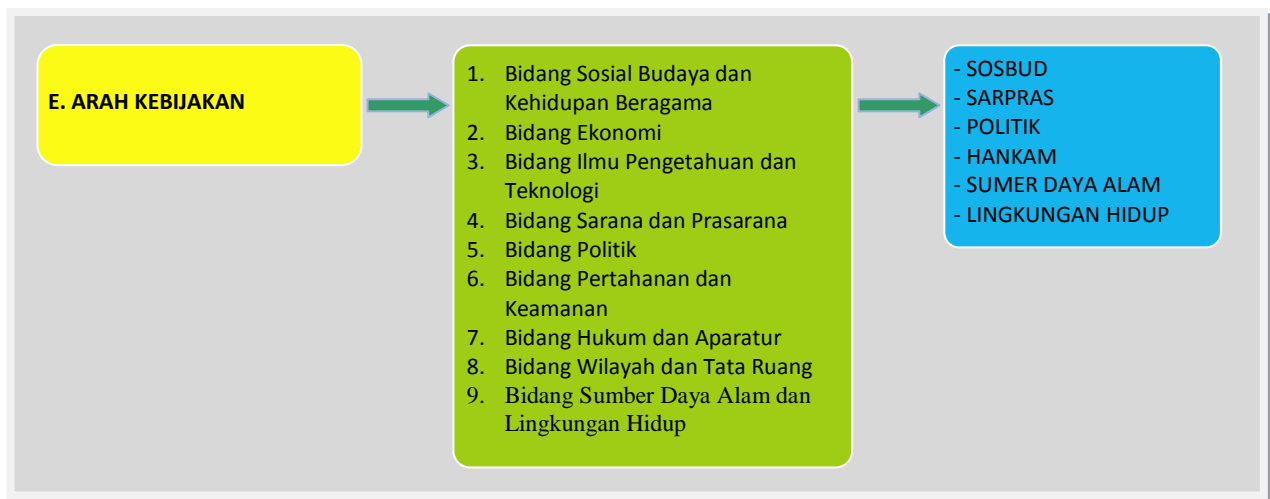 E. ARAH KEBIJAKAN
1. Bidang Sosial Budaya dan
Kehidupan Beragama
2. Bidang Ekonomi
3. Bidang Ilmu Pengetahuan dan
Teknologi
4. Bidang Sarana dan Prasarana
5. Bidang Politik
6. Bidang Pertahanan dan
Keamanan
7. Bidang Hukum dan Aparatur
8. Bidang Wilayah dan Tata Ruang
9. Bidang Sumber Daya Alam dan
Lingkungan Hidup
- SOSBUD
- SARPRAS
- POLITIK
- HANKAM
- SUMER DAYA ALAM
- LINGKUNGAN HIDUP